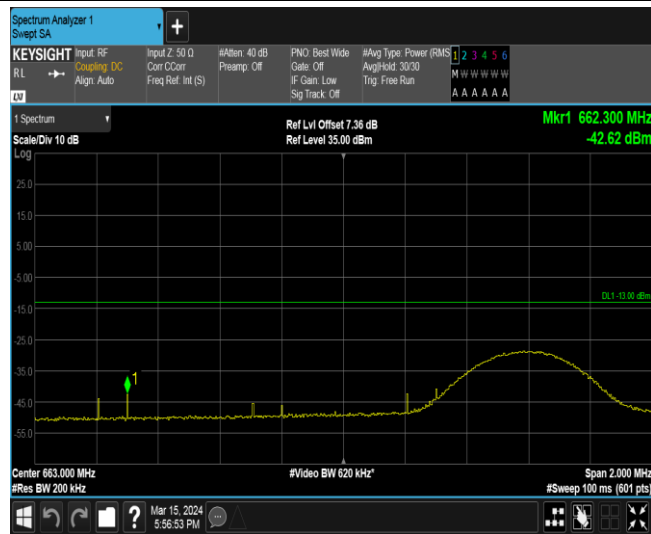 Spectrum Analyzer 1
Swept SA
+
KEYSIGHT
RL
Input: RF
Coupling: DC
Align: Auto
Input Z: 50 Ω
Corr CCorr
Freq Ref: Int (S)
#Atten: 40 dB
Preamp: Off
PNO: Best Wide
Gate: Off
IF Gain: Low
Sig Track: Off
#Avg Type: Power (RMS
Avg|Hold: 30/30
Trig: Free Run
1 2 3 4 5 6
M W W W W W
A A A A A A
1 Spectrum
Scale/Div 10 dB
Log
Ref Lvl Offset 7.36 dB
Ref Level 35.00 dBm
Mkr1 662.300 MHz
-42.62 dBm
25.0
15.0
5.00
-5.00
DL1 -13.00 dBm
-15.0
-25.0
-35.0
1
-45.0
-55.0
Center 663.000 MHz
#Video BW 620 kHz*
Span 2.000 MHz
#Res BW 200 kHz
#Sweep 100 ms (601 pts)
?
Mar 15, 2024
5:56:53 PM